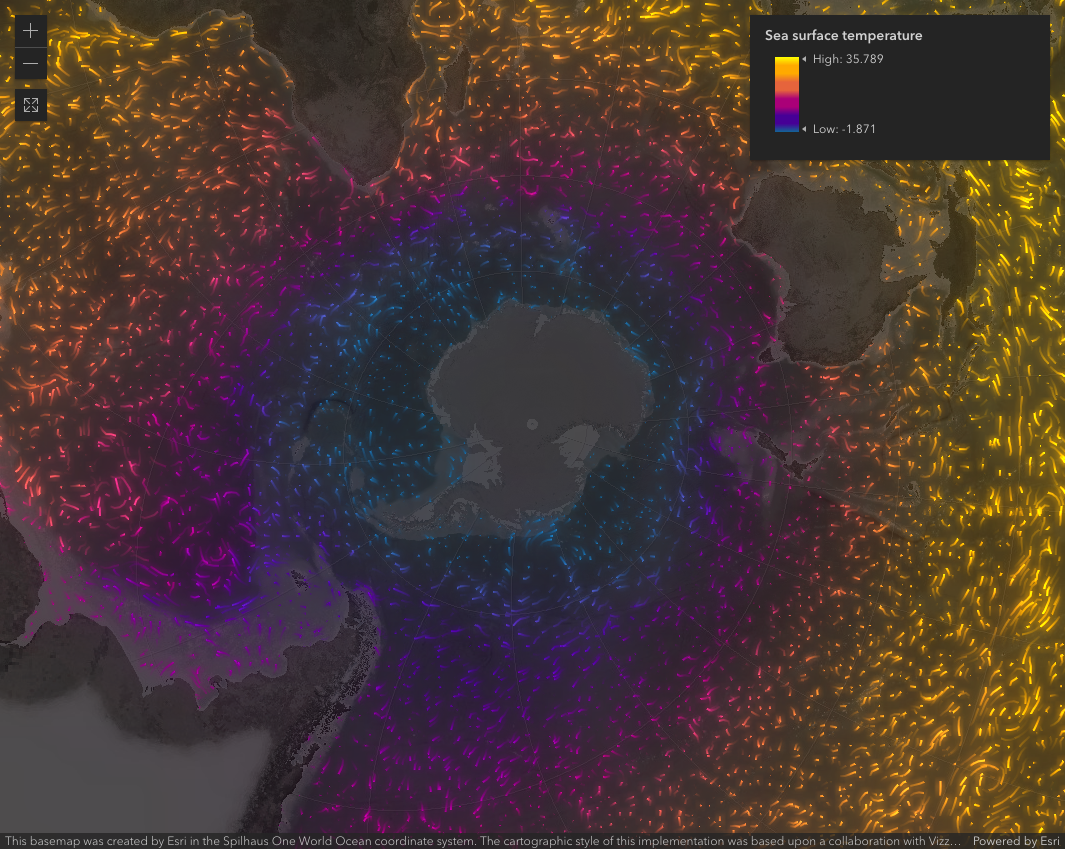 Sea surface temperature
High: 35.789
Low: -1.871
This basemap was created by Esri in the Spilhaus One World Ocean coordinate system. The cartographic style of this implementation was based upon a collaboration with Vizz…
Powered by Esri